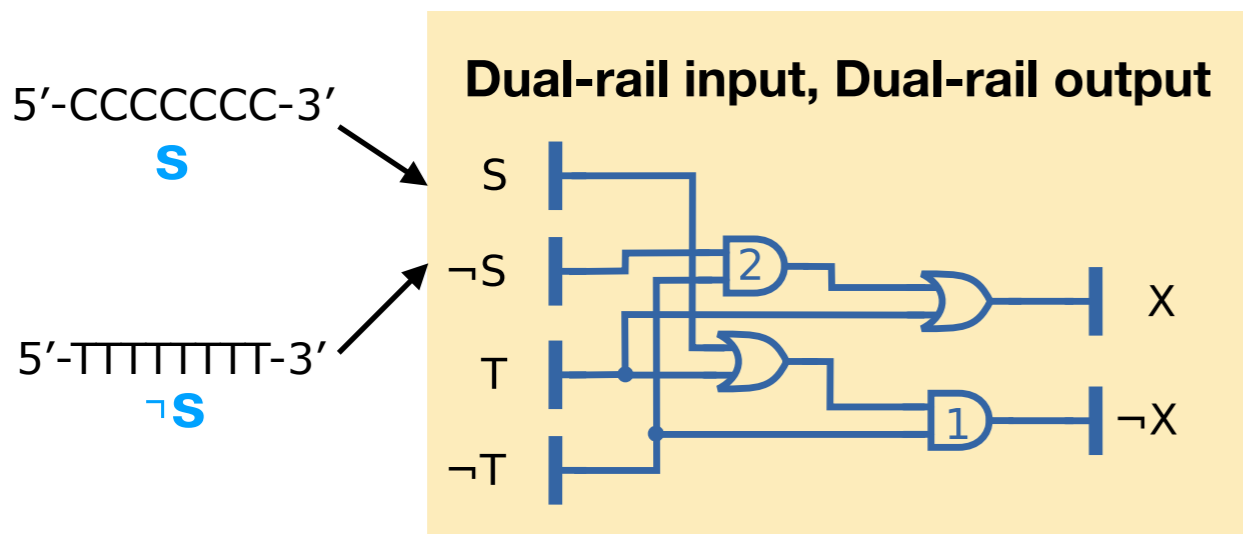 Dual-rail input, Dual-rail output
5′-CCCCCCC-3′
S
5′-TTTTTTTT-3′
¬S
S
¬S
T
¬T
2
1
X
¬X